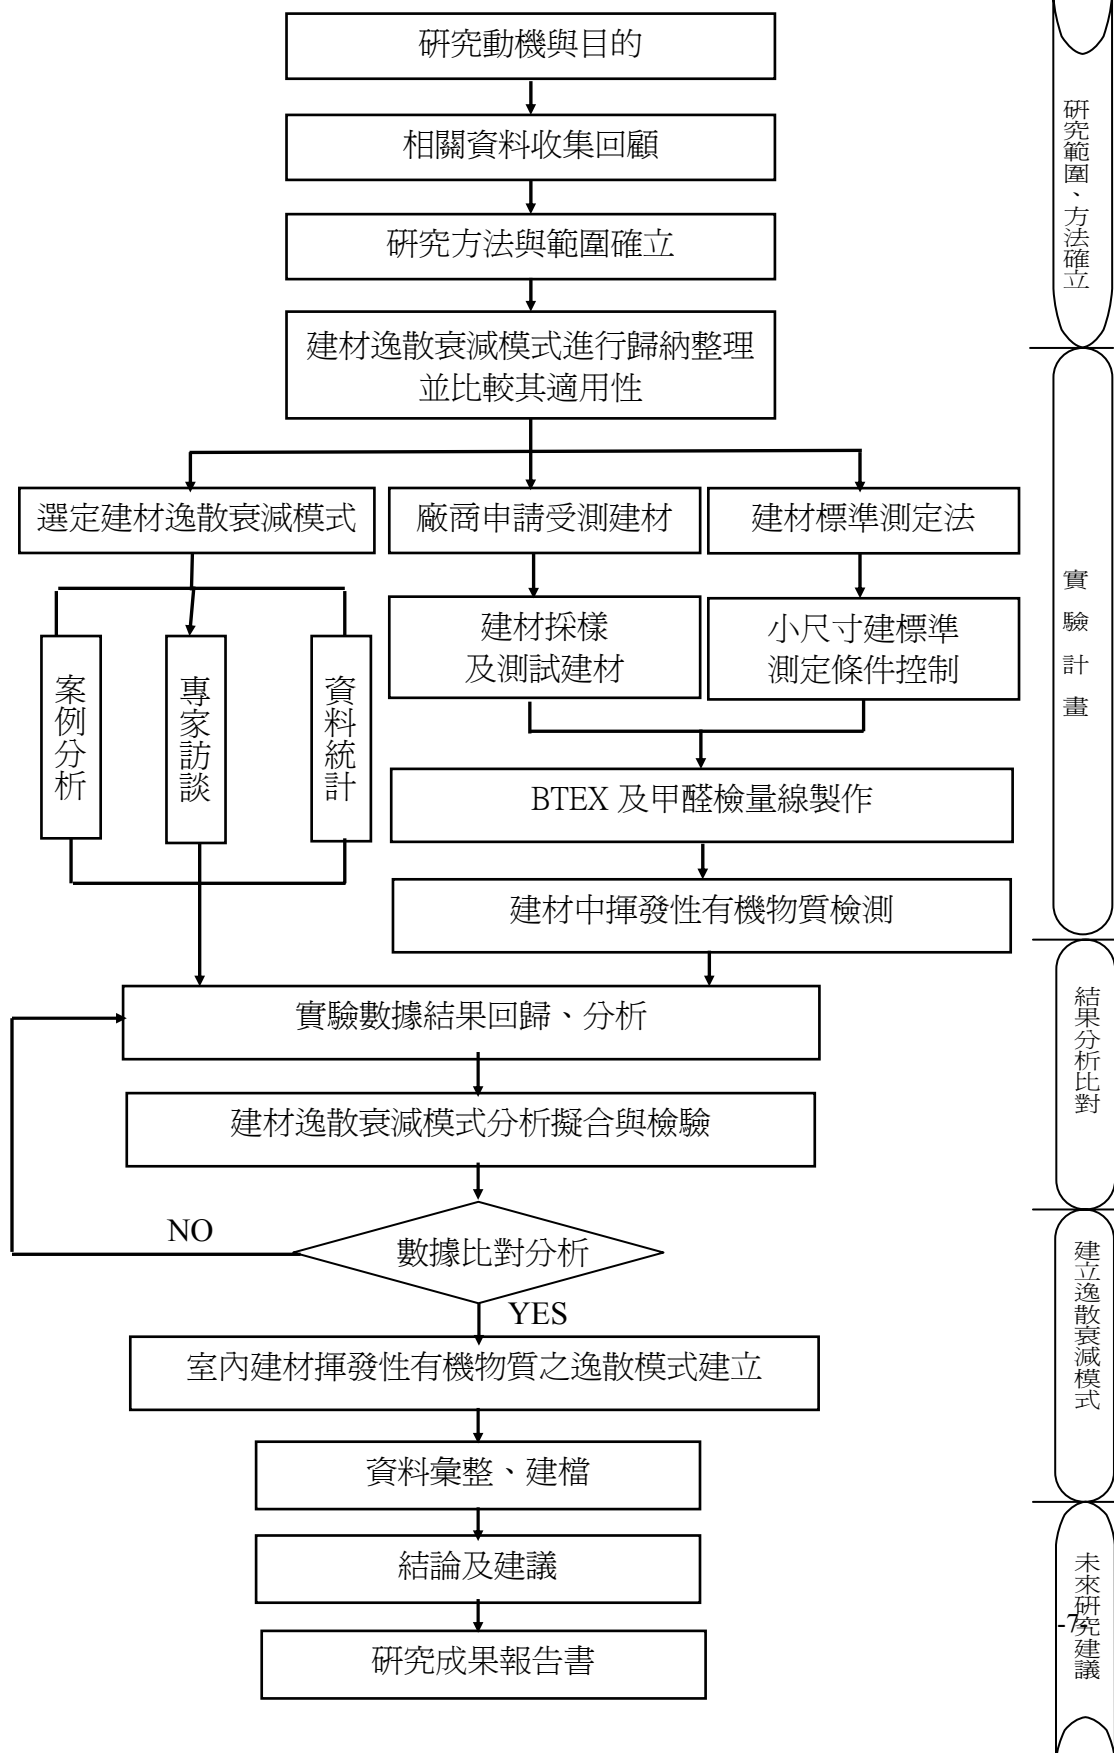 研究動機與目的
相關資料收集回顧
研究方法與範圍確立
建材逸散衰減模式進行歸納整理
並比較其適用性
選定建材逸散衰減模式
廠商申請受測建材
建材標準測定法
建材採樣
及測試建材
小尺寸建標準
測定條件控制
案例分析
專家訪談
資料統計
BTEX 及甲醛檢量線製作
建材中揮發性有機物質檢測
實驗數據結果回歸、分析
建材逸散衰減模式分析擬合與檢驗
數據比對分析
NO
YES
室內建材揮發性有機物質之逸散模式建立
資料彙整、建檔
結論及建議
研究成果報告書
研究範圍、方法確立
實驗計畫
結果分析比對
建立逸散衰減模式
未來研究建議
-7-